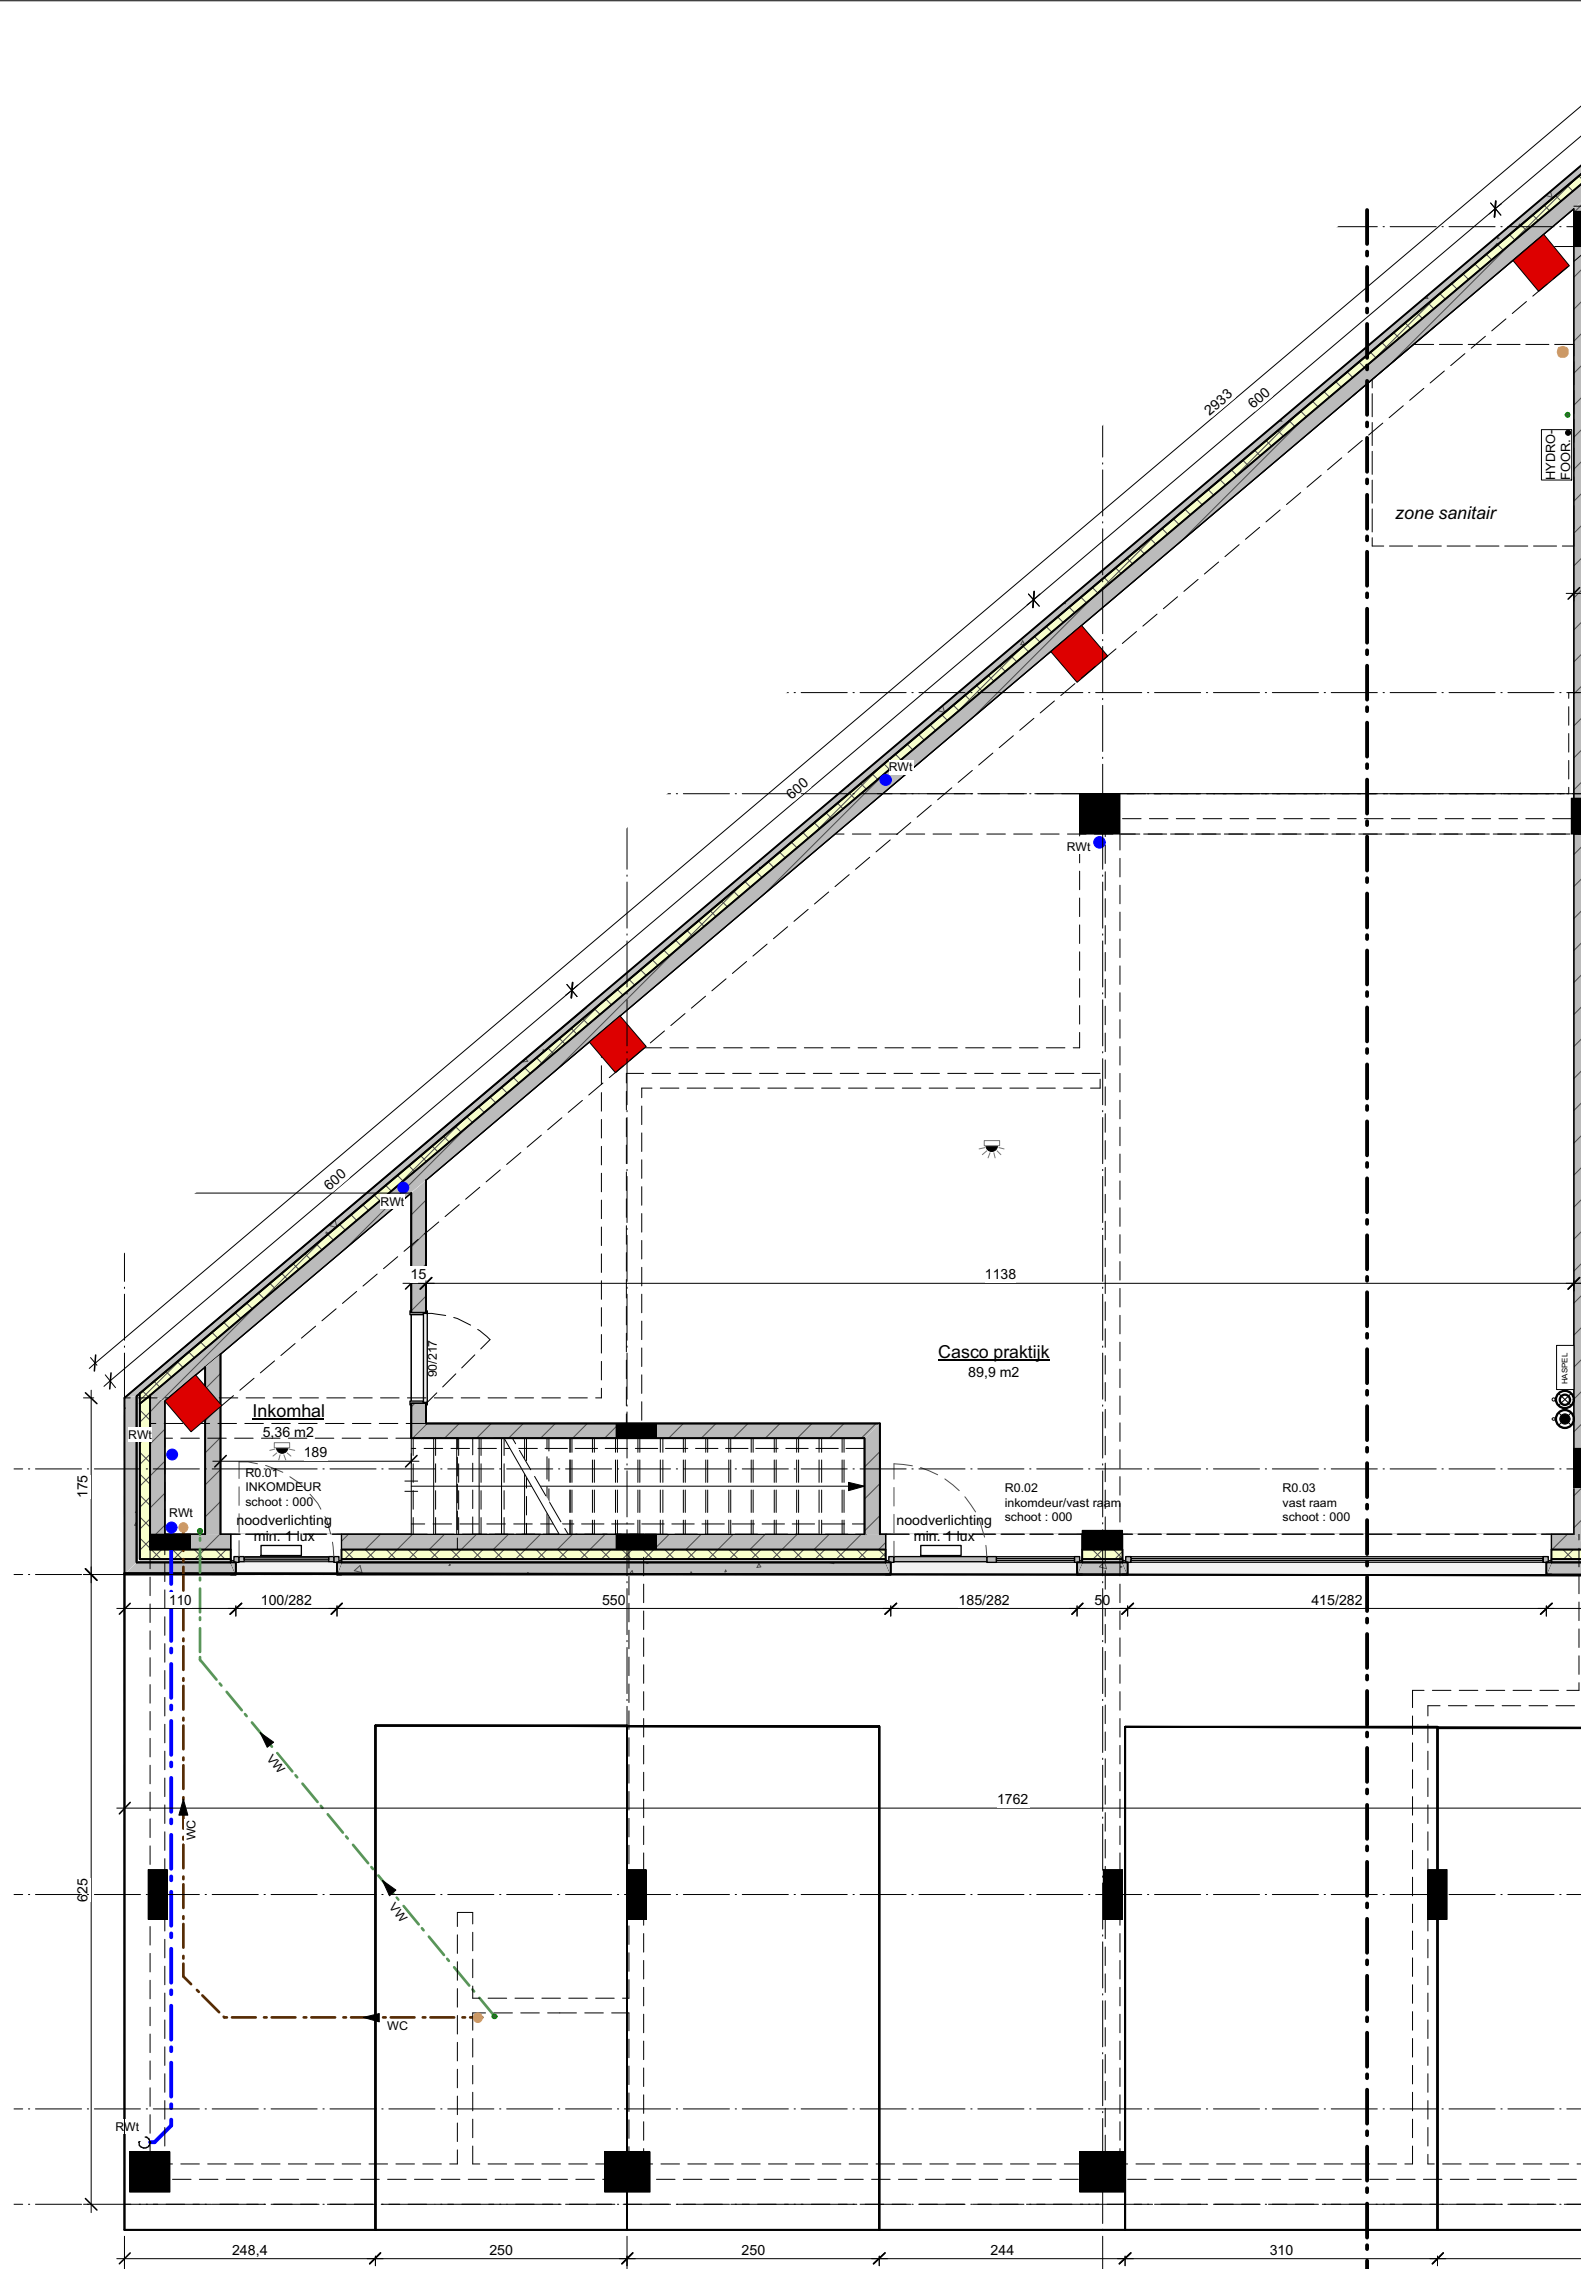 2933
600
HYDRO-
FOOR.
zone sanitair
RWt
600
RWt
600
RWt
15
1138
90/217
Casco praktijk
89,9 m2
HASPEL
Inkomhal
5,36 m2
189
RWt
175
R0.01
INKOMDEUR
schoot : 000
noodverlichting
min. 1 lux
RWt
R0.02
inkomdeur/vast raam
schoot : 000
noodverlichting
min. 1 lux
R0.03
vast raam
schoot : 000
110
100/282
550
185/282
50
415/282
VW
1762
WC
625
VW
WC
RWt
248,4
250
250
244
310